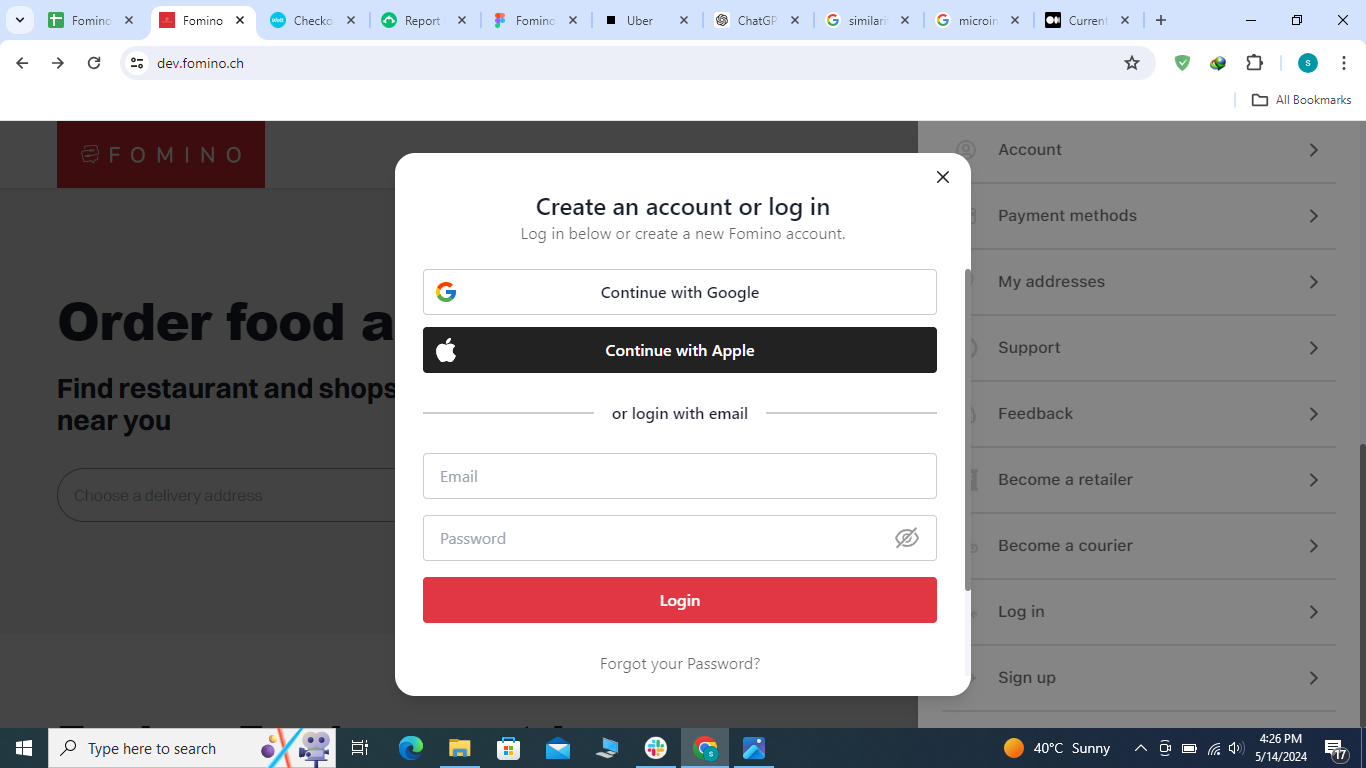 Fomino
Fomino
Checko
Report
Fomino
Uber
ChatGP
similari
microin
Current
dev.fomino.ch
S
All Bookmarks
FOMINO
Account
Create an account or log in
Log in below or create a new Fomino account.
Payment methods
Continue with Google
My addresses
Order food a
Continue with Apple
Support
Find restaurant and shops
near you
or login with email
Feedback
Choose a delivery address
Email
Become a retailer
Password
Become a courier
Login
Log in
Forgot your Password?
Sign up
Type here to search
40°C Sunny
4:26 PM
5/14/2024
17